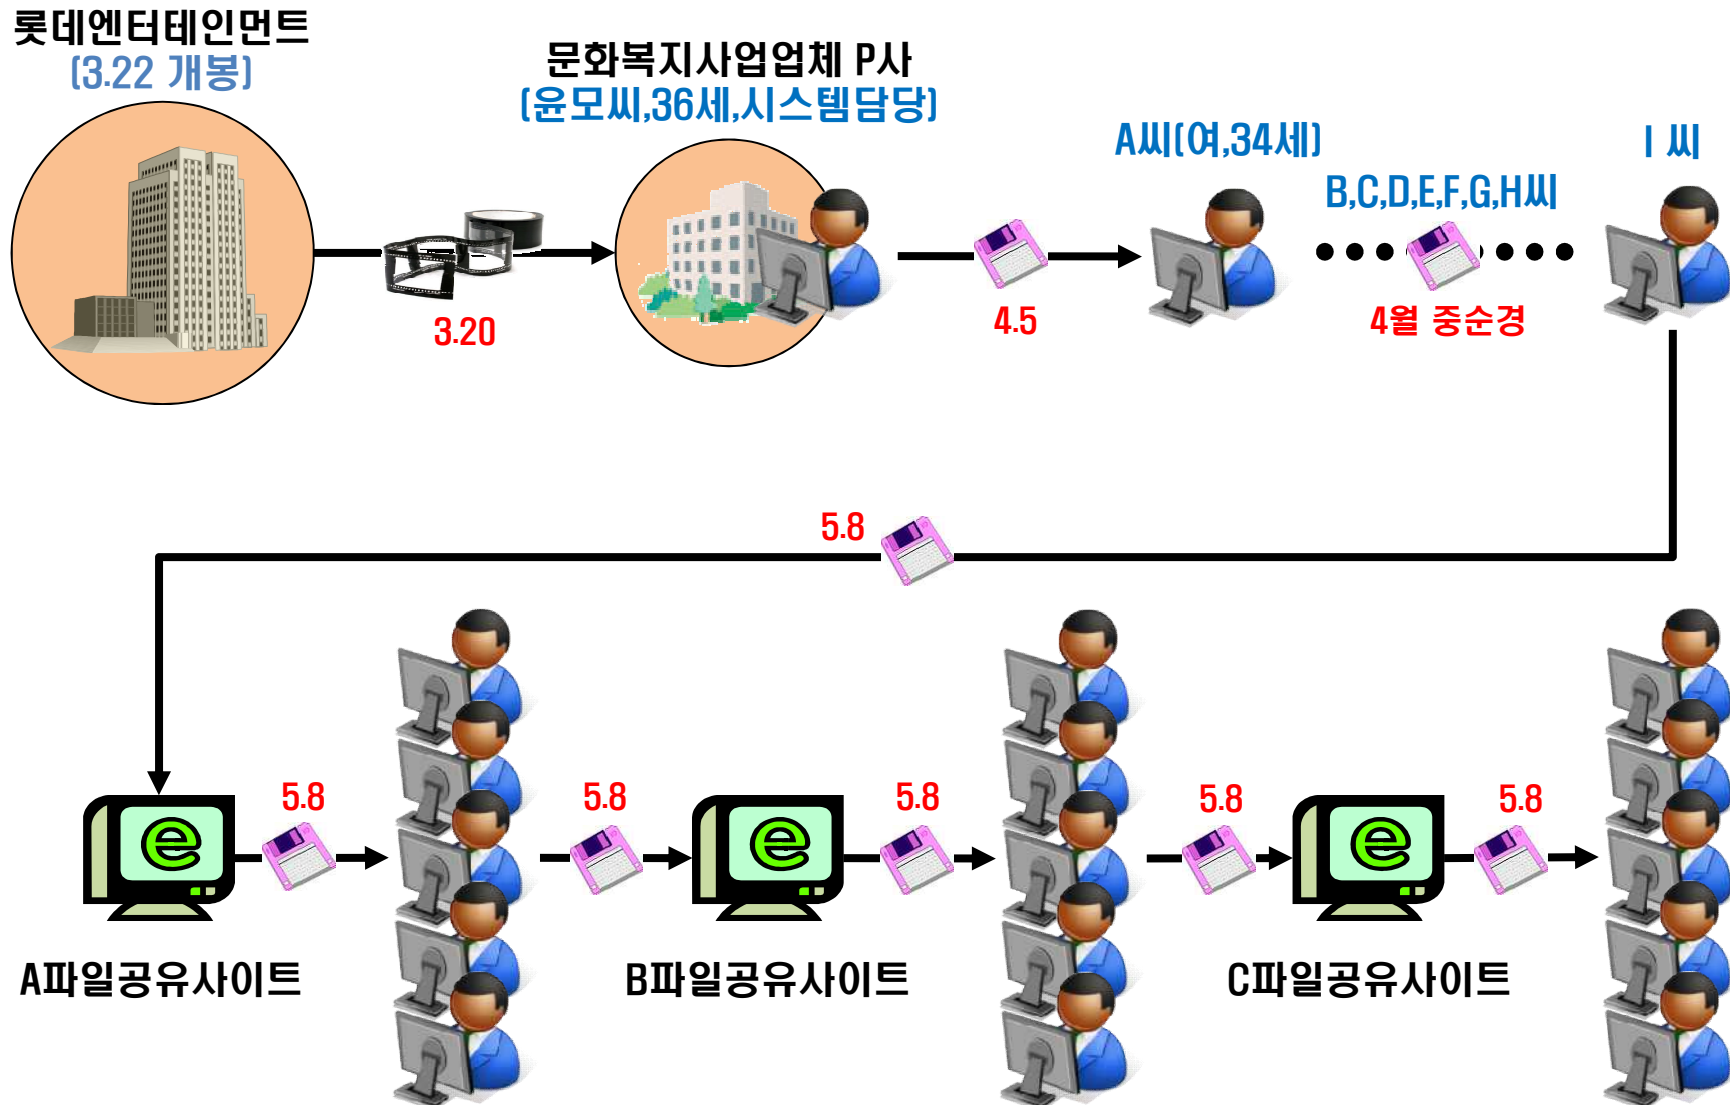 롯데엔터테인먼트
(3.22 개봉)
문화복지사업업체 P사
(윤모씨,36세,시스템담당)
A씨(여,34세)
I 씨
B,C,D,E,F,G,H씨
3.20
4.5
4월 중순경
5.8
5.8
5.8
5.8
5.8
5.8
A파일공유사이트
B파일공유사이트
C파일공유사이트